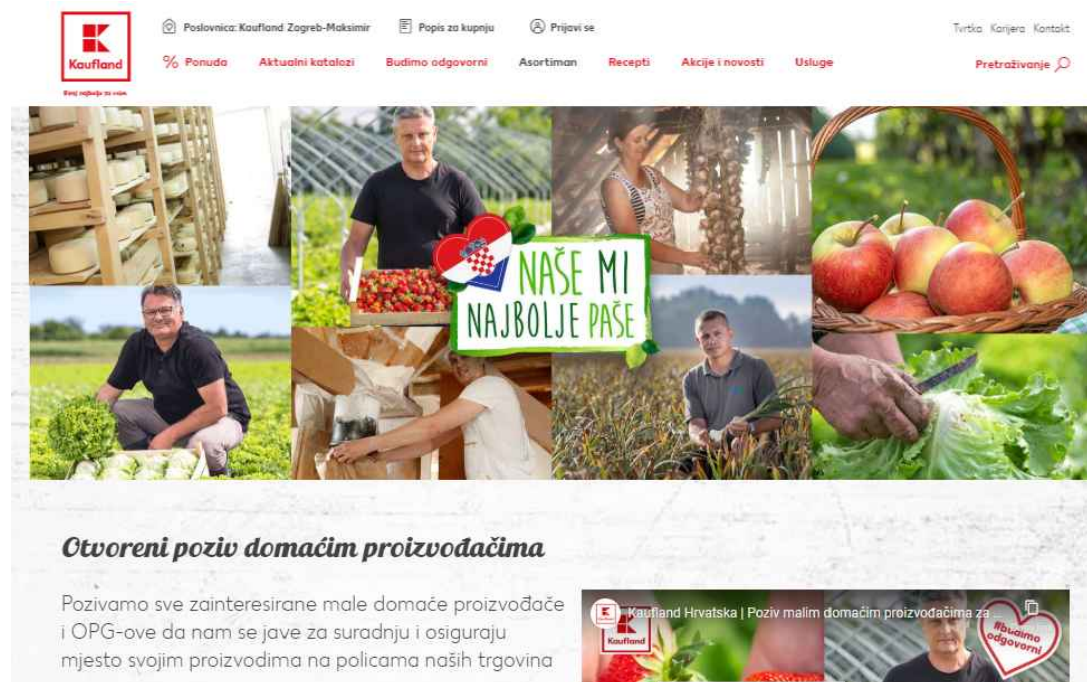 Kaufland
Poslovnica: Kaufland Zagreb-Maksimir
Popis za kupnju
Prijavi se
Tvrtka Karijera Kontakt
% Ponuda
Aktualni katalozi
Budimo odgovorni
Asortiman
Recepti
Akcije i novosti
Usluge
Pretraživanje
NAŠE MI
NAJBOLJE PAŠE
Otvoreni poziv domaćim proizvođačima
Pozivamo sve zainteresirane male domaće proizvođače
i OPG-ove da nam se jave za suradnju i osiguraju
mjesto svojim proizvodima na policama naših trgovina
Kaufland Hrvatska | Poziv malim domaćim proizvođačima za ...
Kaufland
#budimo
odgovorni